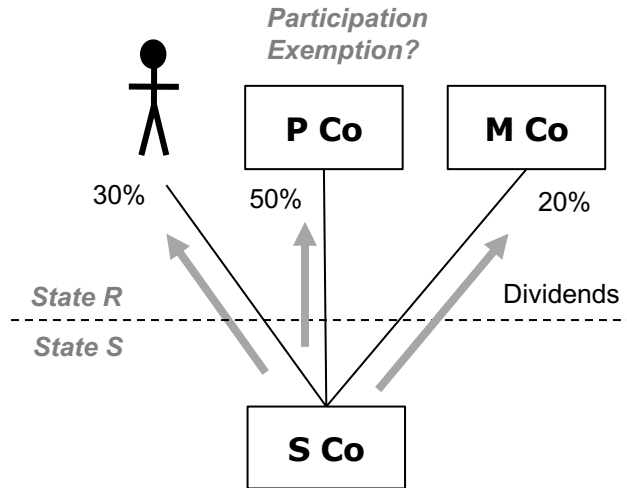 Participation
Exemption?
P Co
M Co
30%
50%
20%
State R
Dividends
State S
S Co